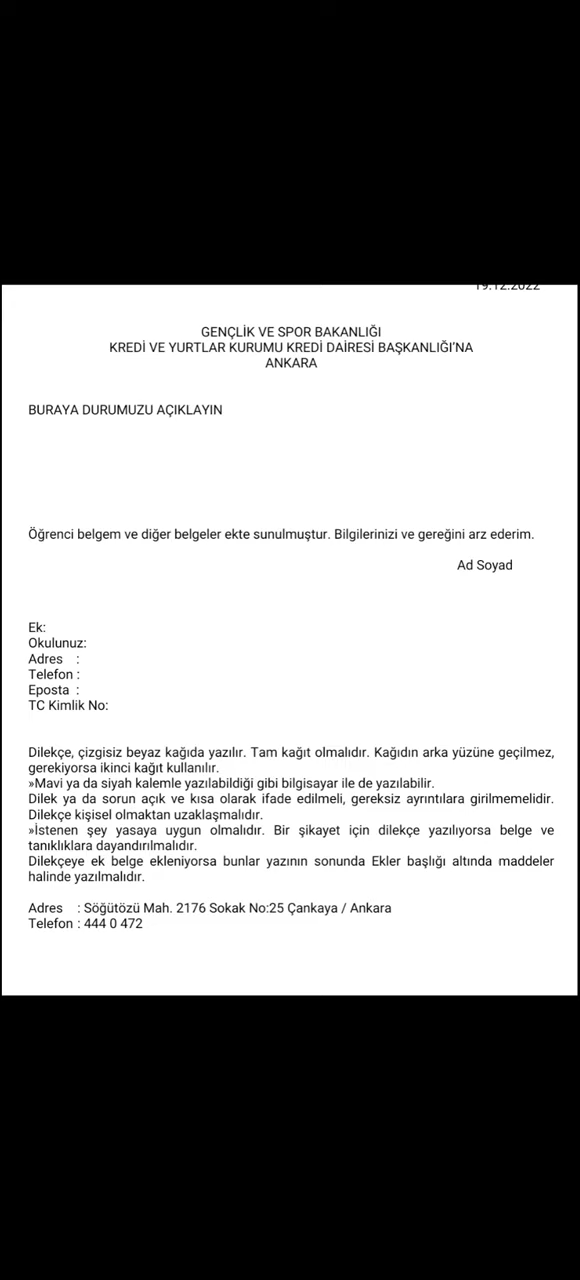 19.12.2022
GENÇLİK VE SPOR BAKANLIĞI
KREDİ VE YURTLAR KURUMU KREDİ DAİRESİ BAŞKANLIĞI'NA
ANKARA
BURAYA DURUMUZU AÇIKLAYIN
Öğrenci belgem ve diğer belgeler ekte sunulmuştur. Bilgilerinizi ve gereğini arz ederim.
Ad Soyad
Ek:
Okulunuz:
Adres :
Telefon :
Eposta :
TC Kimlik No:
Dilekçe, çizgisiz beyaz kağıda yazılır. Tam kağıt olmalıdır. Kağıdın arka yüzüne geçilmez,
gerekiyorsa ikinci kağıt kullanılır.
»Mavi ya da siyah kalemle yazılabildiği gibi bilgisayar ile de yazılabilir.
Dilek ya da sorun açık ve kısa olarak ifade edilmeli, gereksiz ayrıntılara girilmemelidir.
Dilekçe kişisel olmaktan uzaklaşmalıdır.
»İstenen şey yasaya uygun olmalıdır. Bir şikayet için dilekçe yazılıyorsa belge ve
tanıklıklara dayandırılmalıdır.
Dilekçeye ek belge ekleniyorsa bunlar yazının sonunda Ekler başlığı altında maddeler
halinde yazılmalıdır.
Adres : Söğütözü Mah. 2176 Sokak No:25 Çankaya / Ankara
Telefon : 444 0 472